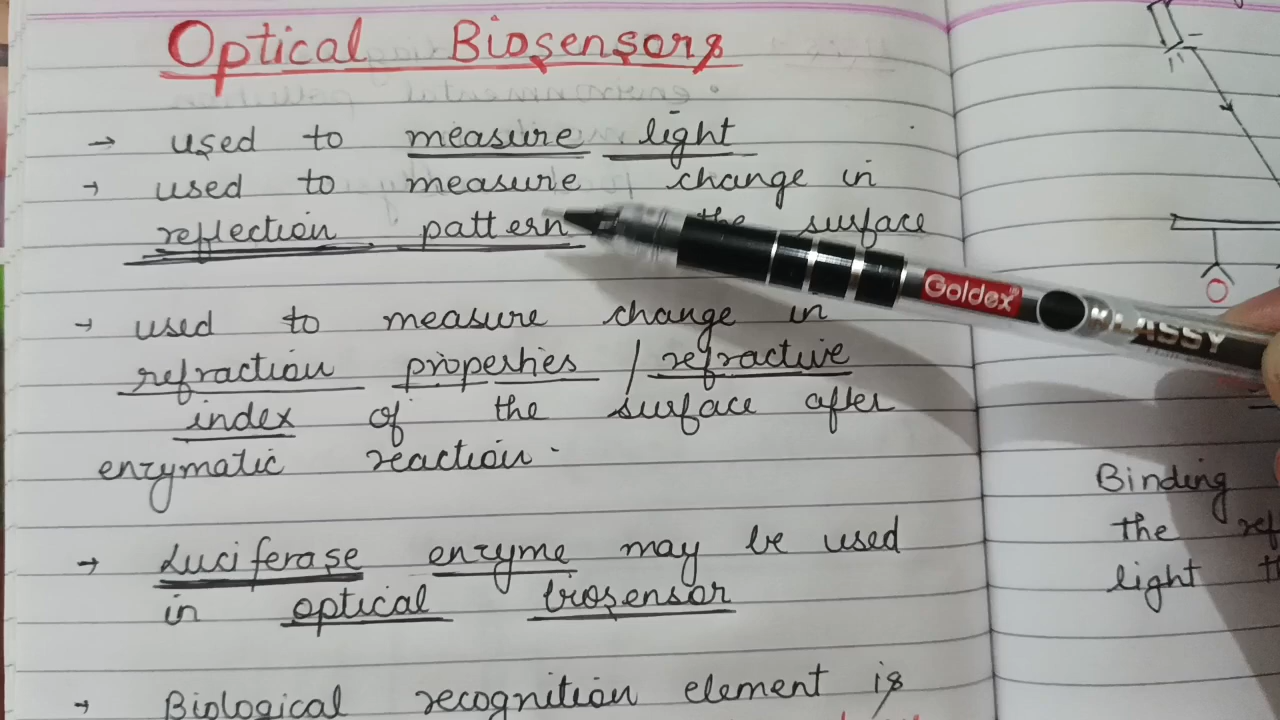 Optical Biosensors
→ used to measure light
→ used to measure change in
reflection pattern the surface
→ used to measure change in
refraction properties / refractive
index of the surface after
enzymatic reaction.
→ Luciferase enzyme may be used
in optical biosensor
→ Biological recognition element is
Goldex KLASSY
Binding
the
light